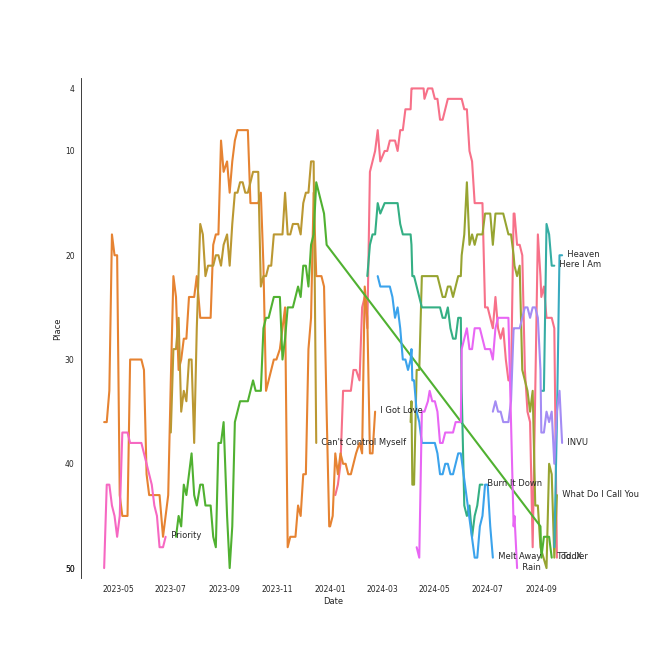 4
10
20
30
40
50
Place
Heaven
Here I Am
I Got Love
Can't Control Myself
INVU
Burn It Down
What Do I Call You
Priority
Melt Away
Rain
2023-05
2023-07
2023-09
2023-11
2024-01
2024-03
2024-05
2024-07
2024-09
Date